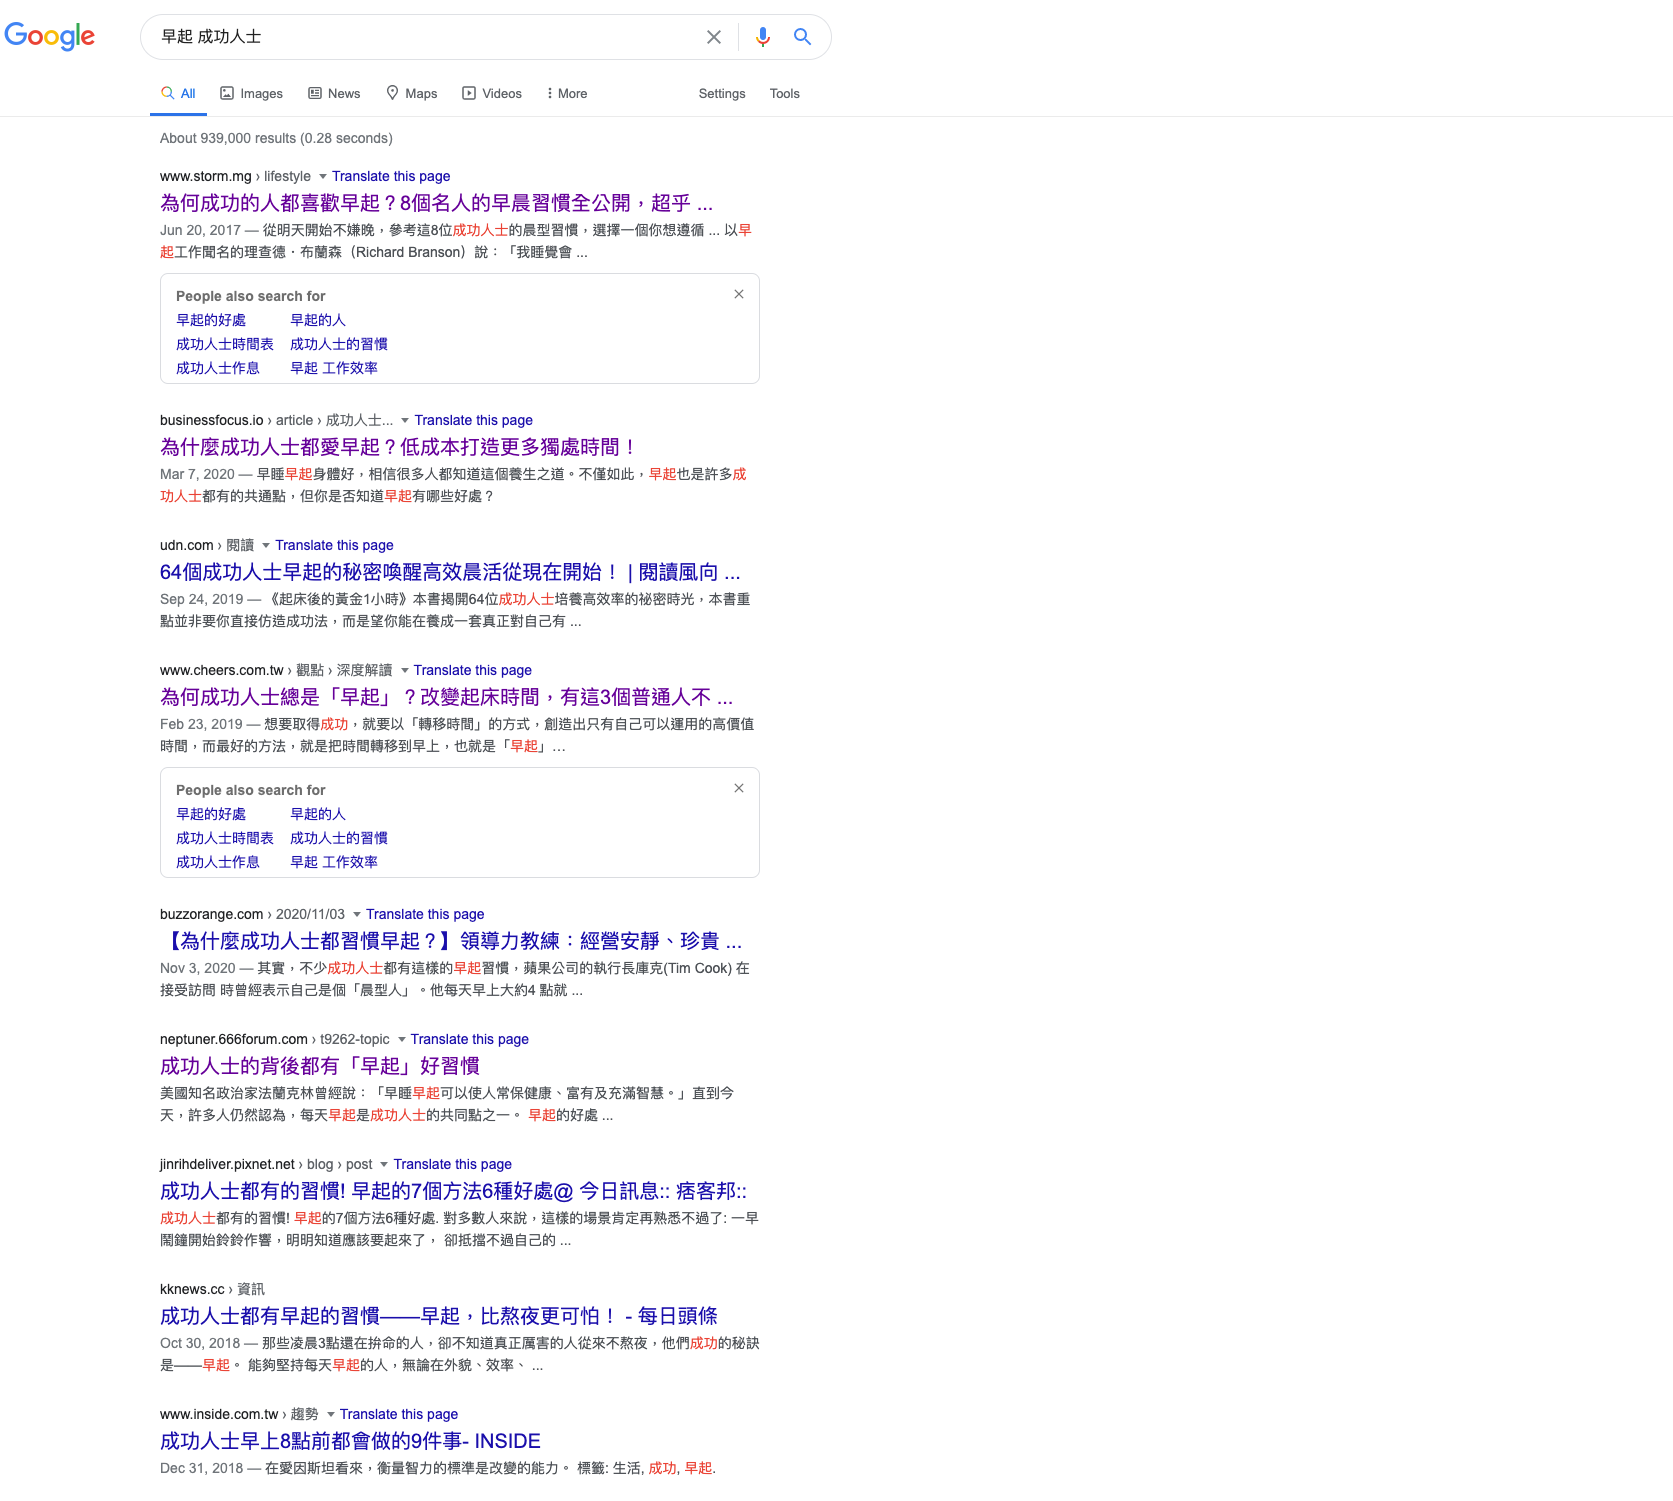 Google
早起 成功人士
All Images News Maps Videos More Settings Tools
About 939,000 results (0.28 seconds)
www.storm.mg › lifestyle Translate this page
為何成功的人都喜歡早起？8個名人的早晨習慣全公開，超乎 ...
Jun 20, 2017 — 從明天開始不嫌晚，參考這8位成功人士的晨型習慣，選擇一個你想遵循 ... 以早
起工作聞名的理查德．布蘭森（Richard Branson）說：「我睡覺會 ...
People also search for
早起的好處 早起的人
成功人士時間表 成功人士的習慣
成功人士作息 早起 工作效率
businessfocus.io › article › 成功人士... Translate this page
為什麼成功人士都愛早起？低成本打造更多獨處時間！
Mar 7, 2020 — 早睡早起身體好，相信很多人都知道這個養生之道。不僅如此，早起也是許多成
功人士都有的共通點，但你是否知道早起有哪些好處？
udn.com › 閱讀 Translate this page
64個成功人士早起的秘密喚醒高效晨活從現在開始！ | 閱讀風向 ...
Sep 24, 2019 — 《起床後的黃金1小時》本書揭開64位成功人士培養高效率的祕密時光，本書重
點並非要你直接仿造成功法，而是望你能在養成一套真正對自己有 ...
www.cheers.com.tw › 觀點 › 深度解讀 Translate this page
為何成功人士總是「早起」？改變起床時間，有這3個普通人不 ...
Feb 23, 2019 — 想要取得成功，就要以「轉移時間」的方式，創造出只有自己可以運用的高價值
時間，而最好的方法，就是把時間轉移到早上，也就是「早起」…
People also search for
早起的好處 早起的人
成功人士時間表 成功人士的習慣
成功人士作息 早起 工作效率
buzzorange.com › 2020/11/03 Translate this page
【為什麼成功人士都習慣早起？】領導力教練：經營安靜、珍貴 ...
Nov 3, 2020 — 其實，不少成功人士都有這樣的早起習慣，蘋果公司的執行長庫克(Tim Cook) 在
接受訪問 時曾經表示自己是個「晨型人」。他每天早上大約4 點就 ...
neptuner.666forum.com › t9262-topic Translate this page
成功人士的背後都有「早起」好習慣
美國知名政治家法蘭克林曾經說：「早睡早起可以使人常保健康、富有及充滿智慧。」直到今
天，許多人仍然認為，每天早起是成功人士的共同點之一。 早起的好處 ...
jinrihdeliver.pixnet.net › blog › post Translate this page
成功人士都有的習慣! 早起的7個方法6種好處@ 今日訊息:: 痞客邦::
成功人士都有的習慣! 早起的7個方法6種好處. 對多數人來說，這樣的場景肯定再熟悉不過了: 一早
鬧鐘開始鈴鈴作響，明明知道應該要起來了， 卻抵擋不過自己的 ...
kknews.cc › 資訊
成功人士都有早起的習慣——早起，比熬夜更可怕！ - 每日頭條
Oct 30, 2018 — 那些凌晨3點還在拚命的人，卻不知道真正厲害的人從來不熬夜，他們成功的秘訣
是——早起。 能夠堅持每天早起的人，無論在外貌、效率、 ...
www.inside.com.tw › 趨勢 Translate this page
成功人士早上8點前都會做的9件事- INSIDE
Dec 31, 2018 — 在愛因斯坦看來，衡量智力的標準是改變的能力。 標籤: 生活, 成功, 早起.